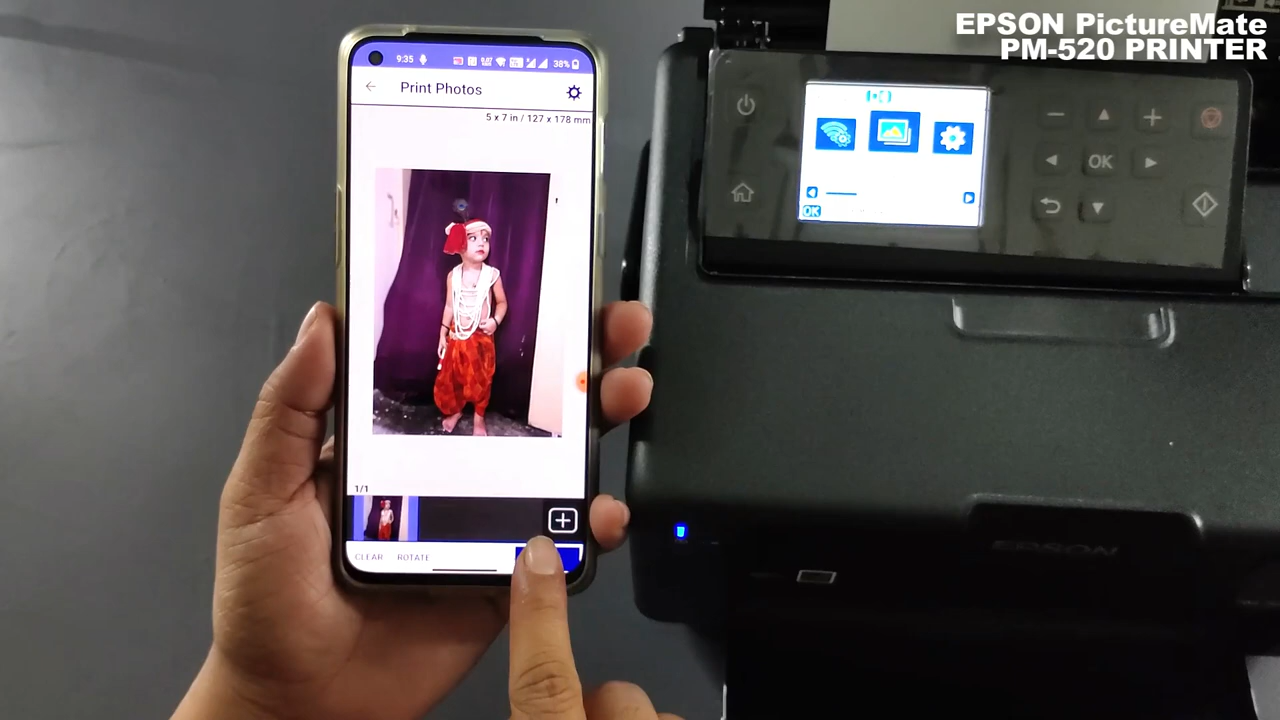 EPSON PictureMate
PM-520 PRINTER
9:35
38%
Print Photos
5 x 7 in / 127 x 178 mm
1/1
CLEAR ROTATE
OK
OK
EPSON